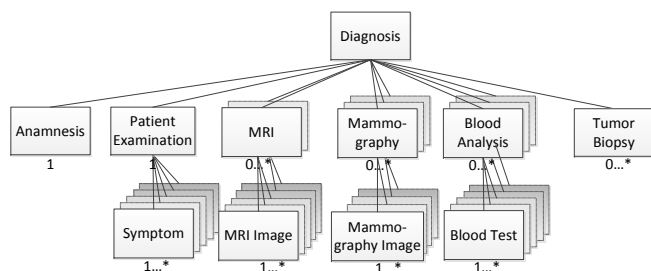 Diagnosis
Anamnesis
Patient
Examination
MRI
Mammo-
graphy
Blood
Analysis
Tumor
Biopsy
1
1
0...*
0...*
0...*
0...*
Symptom
MRI Image
Mammo-
graphy Image
Blood Test
1...*
1...*
1...*
1...*